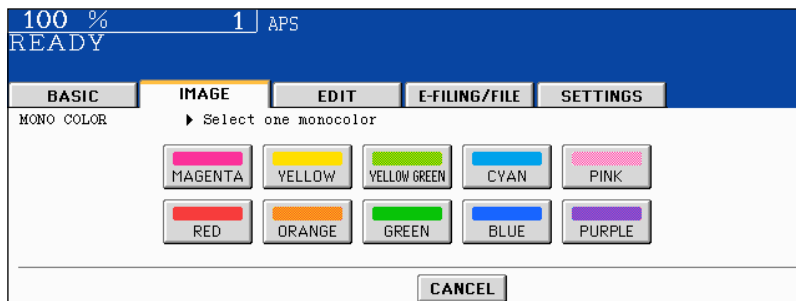 100 % 1 APS
READY
BASIC IMAGE EDIT E-FILING/FILE SETTINGS
MONO COLOR Select one monocolor
MAGENTA YELLOW YELLOW GREEN CYAN PINK
RED ORANGE GREEN BLUE PURPLE
CANCEL